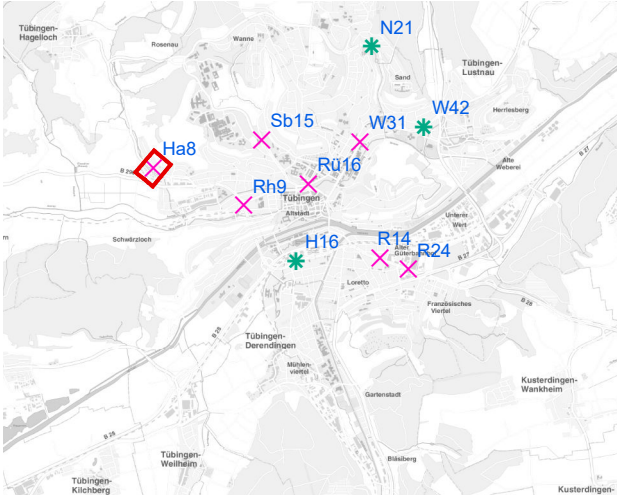 N21
Tübingen-
Hagelloch
Wanne
Rosenau
Sand
Tübingen-
Lustnau
W42
Herrlesberg
Sb15
W31
Ha8
B 27
Alte
Weberei
Rü16
B 28
Rh9
Tübingen
Altstadt
Unterm
Wert
Schwärzloch
H16
R14
Alter
Güterbahnhof
R24
B 27
Loretto
Französisches
Viertel
B 28
B 28
Tübingen-
Derendingen
Mühlen-
viertel
Kusterdingen-
Wankheim
Gartenstadt
B 28
Tübingen-
Weilheim
Bläsiberg
Tübingen-
Kilchberg
Kusterdingen-